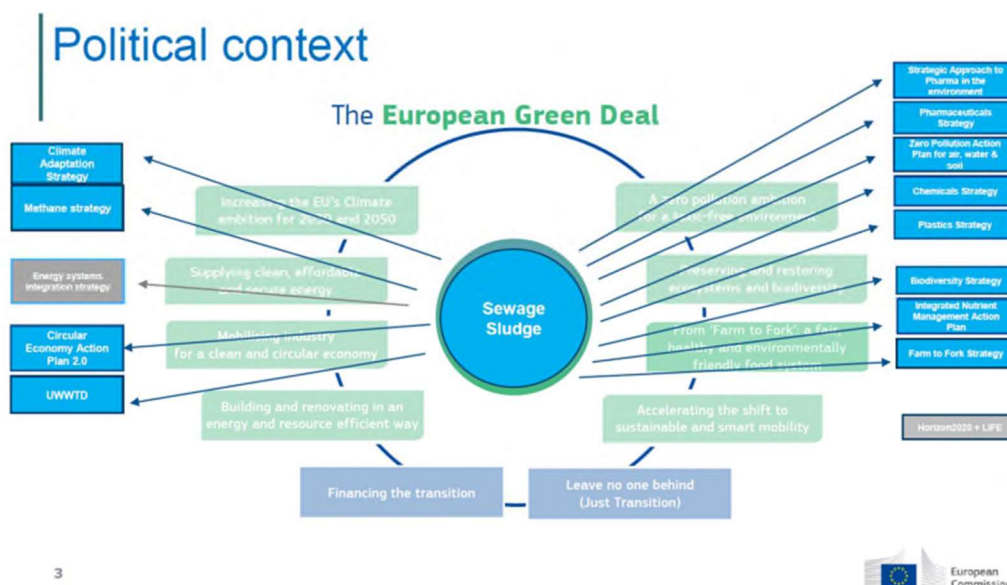 Political context
The European Green Deal
Climate
Adaptation
Strategy
Methane strategy
Energy systems
integration strategy
Circular
Economy Action
Plan 2.0
UWWTD
Increasing the EU's Climate
ambition for 2030 and 2050
Supplying clean, affordable
and secure energy
Mobilising industry
for a clean and circular economy
Building and renovating in an
energy and resource efficient way
Financing the transition
Sewage
Sludge
A zero pollution ambition
for a toxic-free environment
Preserving and restoring
ecosystems and biodiversity
From 'Farm to Fork': a fair,
healthy and environmentally
friendly food system
Accelerating the shift to
sustainable and smart mobility
Leave no one behind
(Just Transition)
Strategic Approach to
Pharma in the
environment
Pharmaceuticals
Strategy
Zero Pollution Action
Plan for air, water &
soil
Chemicals Strategy
Plastics Strategy
Biodiversity Strategy
Integrated Nutrient
Management Action
Plan
Farm to Fork Strategy
Horizon2020 + LIFE
3
European